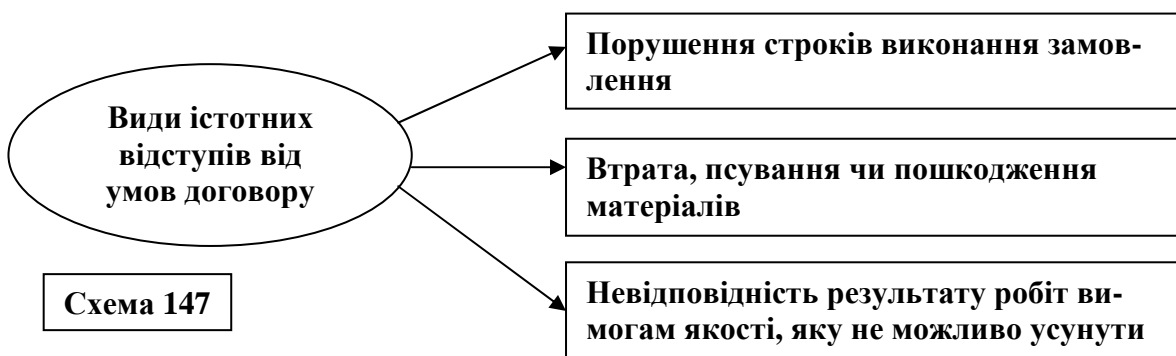 Види істотних
відступів від
умов договору
Порушення строків виконання замов-
лення
Втрата, псування чи пошкодження
матеріалів
Невідповідність результату робіт ви-
могам якості, яку не можливо усунути
Схема 147